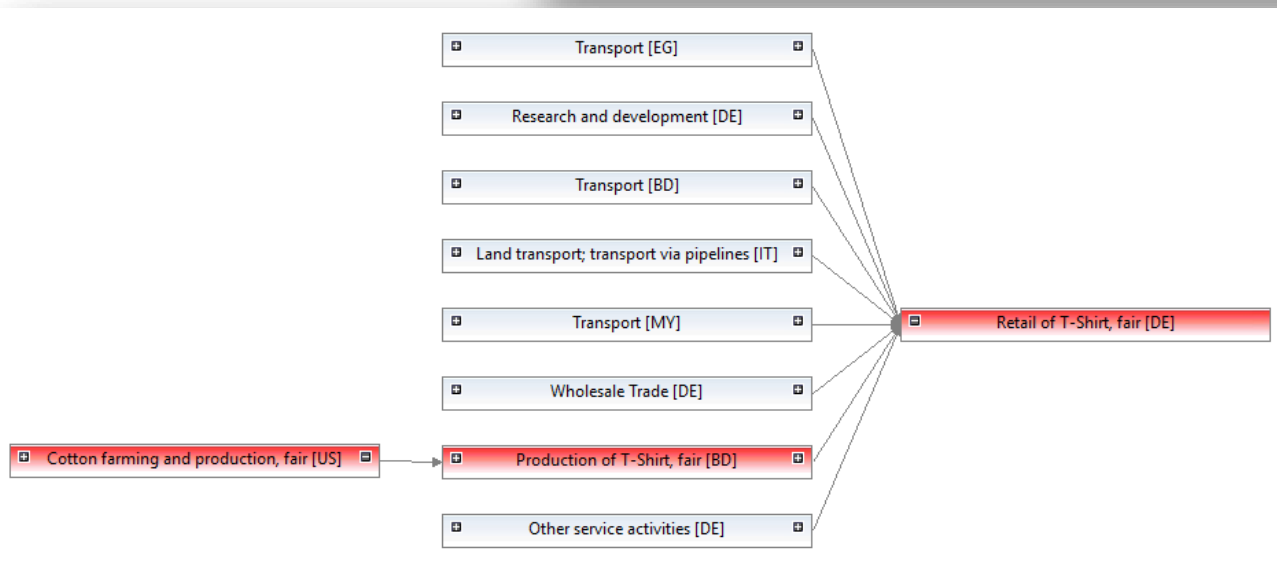 Transport [EG]
Research and development [DE]
Transport [BD]
Land transport; transport via pipelines [IT]
Transport [MY]
Retail of T-Shirt, fair [DE]
Wholesale Trade [DE]
Cotton farming and production, fair [US]
Production of T-Shirt, fair [BD]
Other service activities [DE]